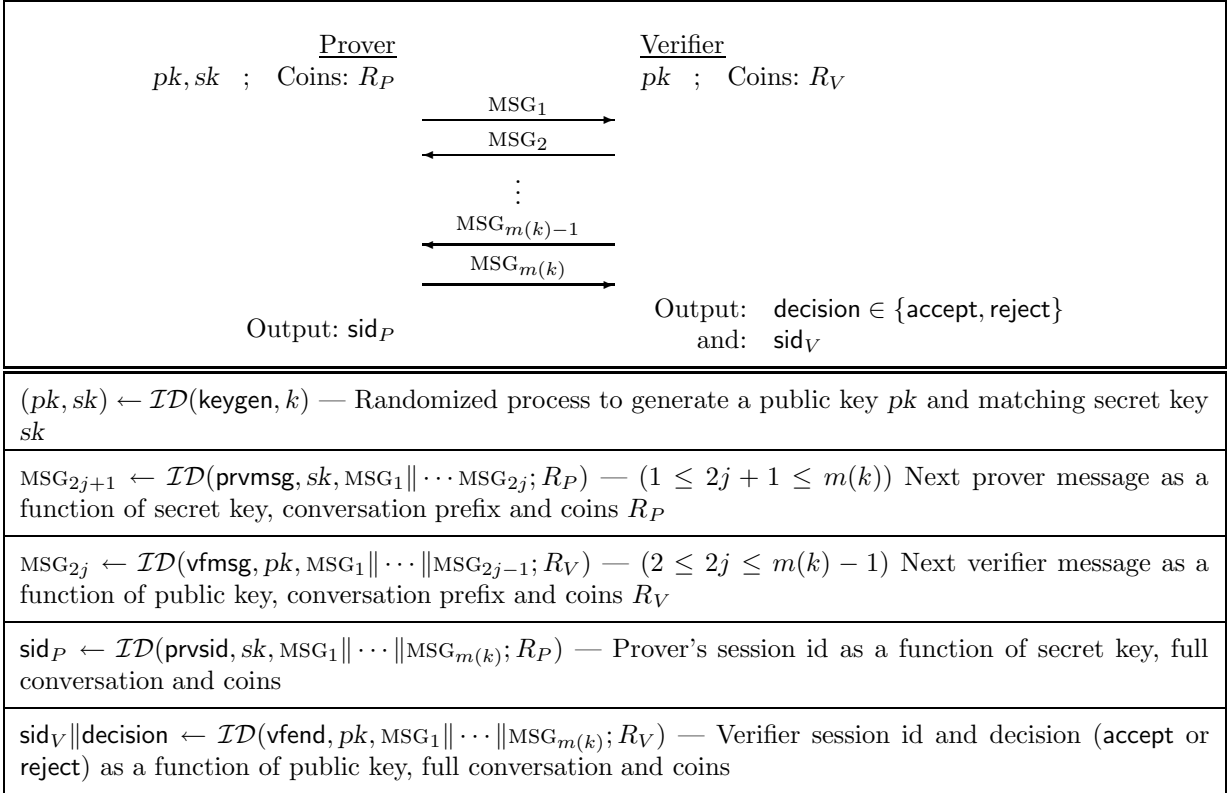 Prover Verifier
pk, sk ; Coins: R_P pk ; Coins: R_V
MSG_1
MSG_2
⋮
MSG_{m(k)−1}
MSG_{m(k)}
Output: decision ∈ {accept, reject}
Output: sid_P
and: sid_V
(pk, sk) ← ID(keygen, k) — Randomized process to generate a public key pk and matching secret key
sk
MSG_{2j+1} ← ID(prvmsg, sk, MSG_1‖ ··· MSG_{2j}; R_P) — (1 ≤ 2j + 1 ≤ m(k)) Next prover message as a
function of secret key, conversation prefix and coins R_P
MSG_{2j} ← ID(vfmsg, pk, MSG_1‖ ··· ‖MSG_{2j−1}; R_V) — (2 ≤ 2j ≤ m(k) − 1) Next verifier message as a
function of public key, conversation prefix and coins R_V
sid_P ← ID(prvsid, sk, MSG_1‖ ··· ‖MSG_{m(k)}; R_P) — Prover's session id as a function of secret key, full
conversation and coins
sid_V‖decision ← ID(vfend, pk, MSG_1‖ ··· ‖MSG_{m(k)}; R_V) — Verifier session id and decision (accept or
reject) as a function of public key, full conversation and coins